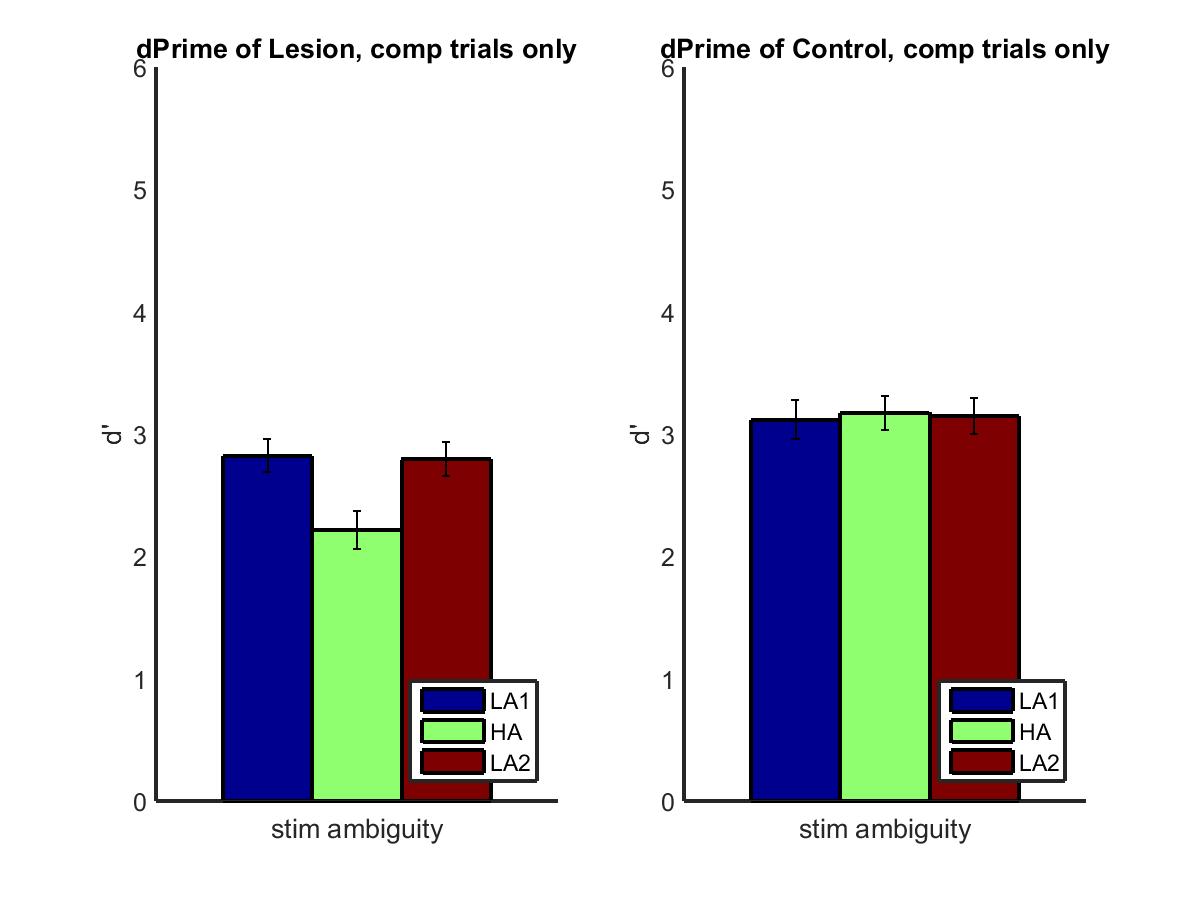 dPrime of Lesion, comp trials only
6
5
4
3
2
1
0
d'
stim ambiguity
LA1
HA
LA2
dPrime of Control, comp trials only
6
5
4
3
2
1
0
d'
stim ambiguity
LA1
HA
LA2